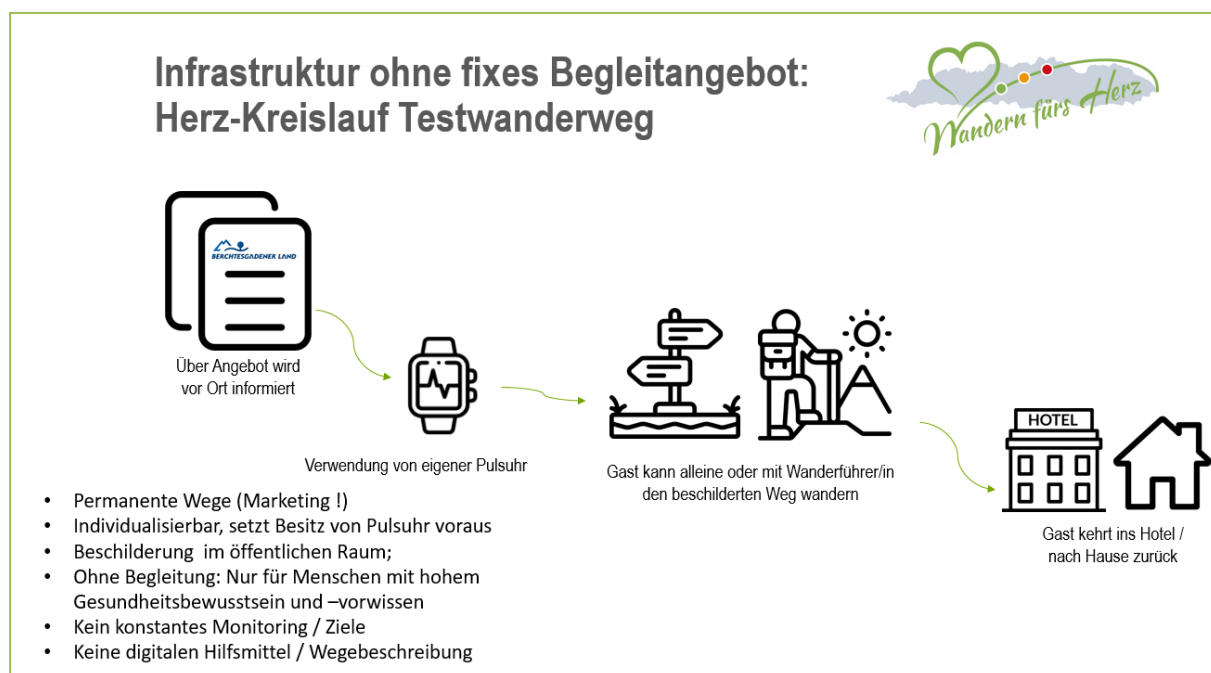 Infrastruktur ohne fixes Begleitangebot:
Herz-Kreislauf Testwanderweg
Wandern fürs Herz
BERCHTESGADENER LAND
Über Angebot wird
vor Ort informiert
Verwendung von eigener Pulsuhr
Gast kann alleine oder mit Wanderführer/in
den beschilderten Weg wandern
HOTEL
Gast kehrt ins Hotel /
nach Hause zurück
• Permanente Wege (Marketing !)
• Individualisierbar, setzt Besitz von Pulsuhr voraus
• Beschilderung  im öffentlichen Raum;
• Ohne Begleitung: Nur für Menschen mit hohem
Gesundheitsbewusstsein und –vorwissen
• Kein konstantes Monitoring / Ziele
• Keine digitalen Hilfsmittel / Wegebeschreibung